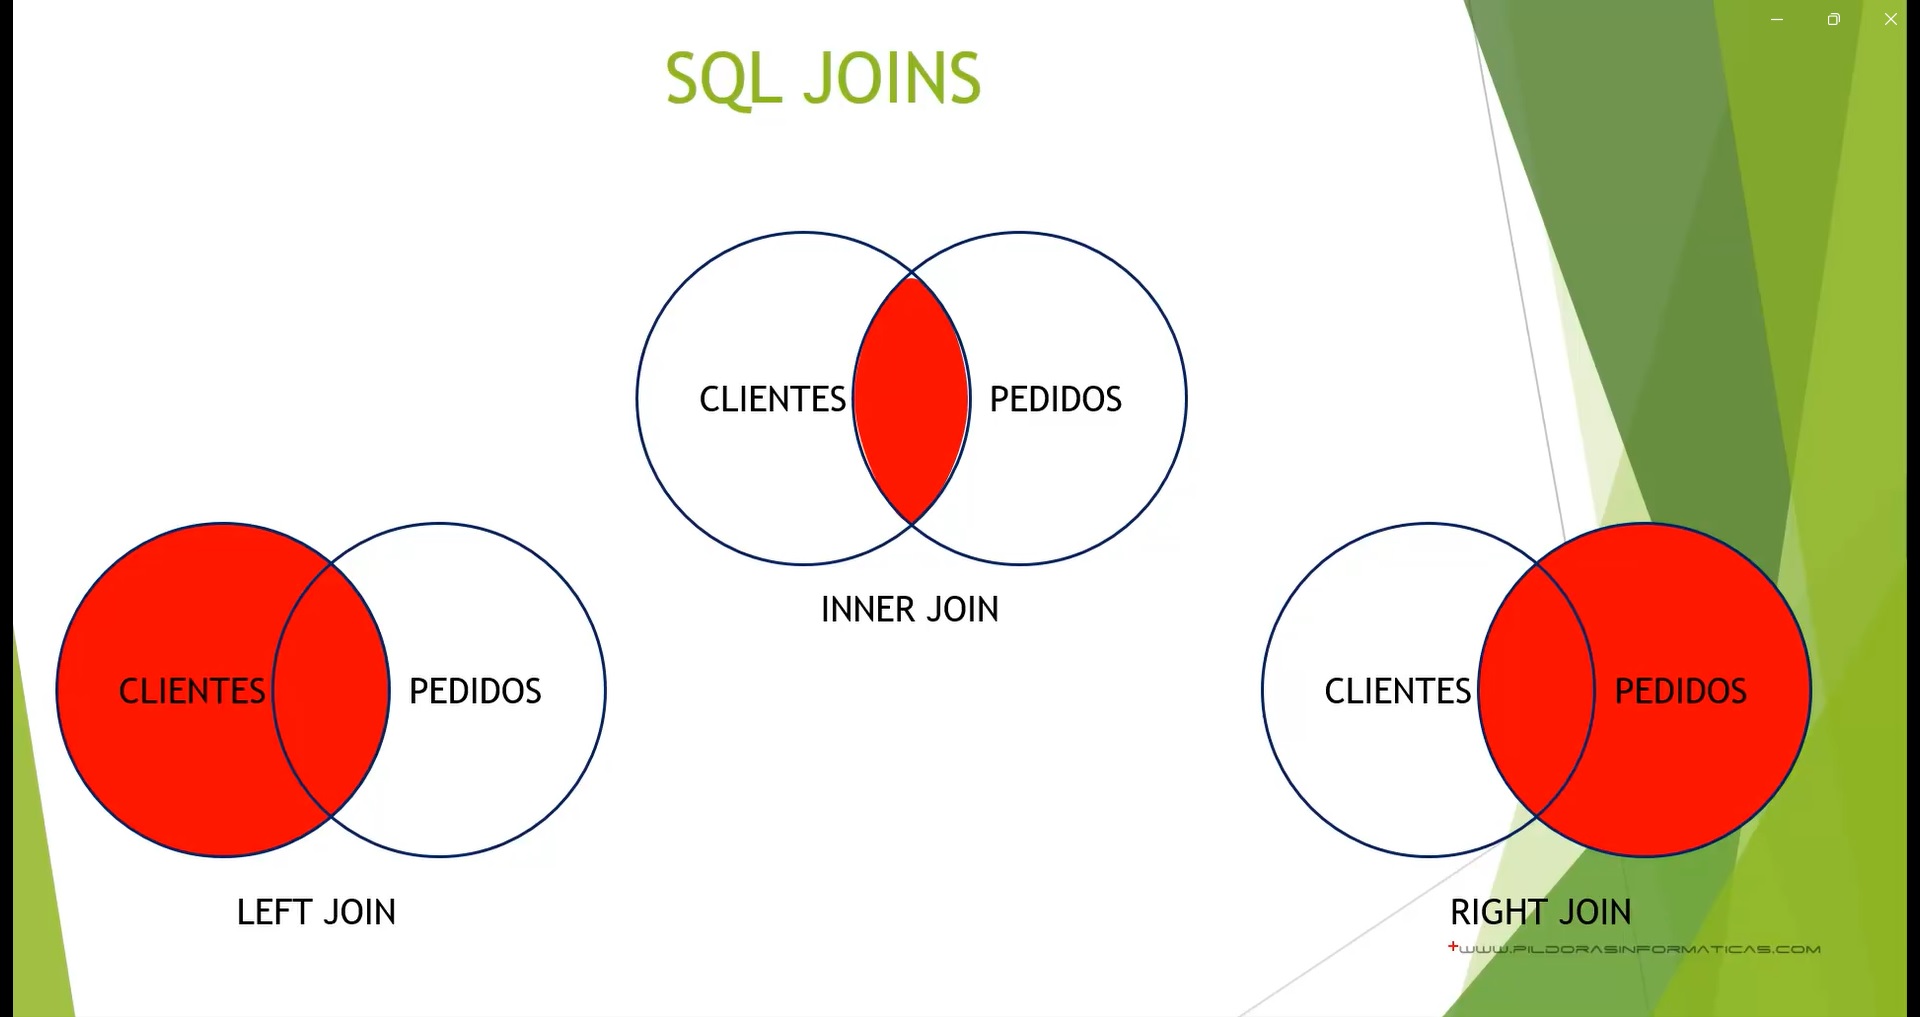 SQL JOINS
CLIENTES
PEDIDOS
INNER JOIN
CLIENTES
PEDIDOS
LEFT JOIN
CLIENTES
PEDIDOS
RIGHT JOIN
WWW.PILDORASINFORMATICAS.COM